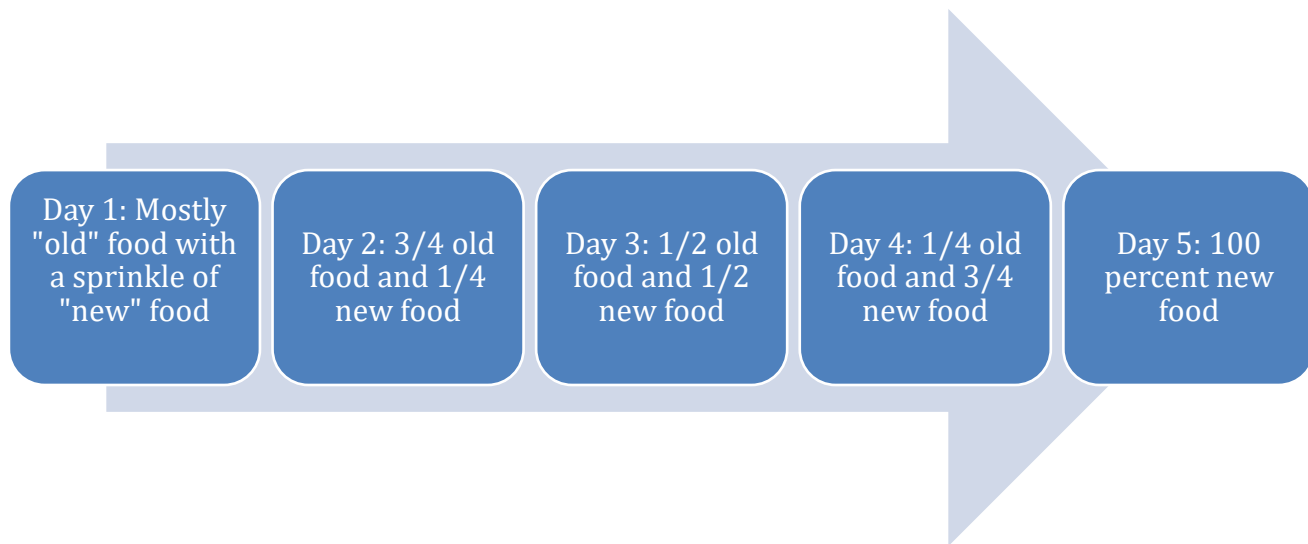 Day 1: Mostly
"old" food with
a sprinkle of
"new" food
Day 2: 3/4 old
food and 1/4
new food
Day 3: 1/2 old
food and 1/2
new food
Day 4: 1/4 old
food and 3/4
new food
Day 5: 100
percent new
food